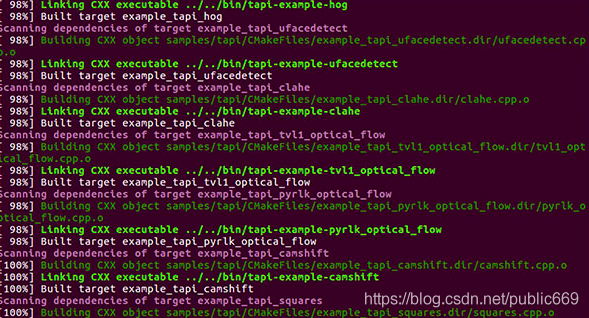 [ 98%] Linking CXX executable ../../bin/tapi-example-hog
[ 98%] Built target example_tapi_hog
Scanning dependencies of target example_tapi_ufacedetect
[ 98%] Building CXX object samples/tapi/CMakeFiles/example_tapi_ufacedetect.dir/ufacedetect.cp
p.o
[ 98%] Linking CXX executable ../../bin/tapi-example-ufacedetect
[ 98%] Built target example_tapi_ufacedetect
Scanning dependencies of target example_tapi_clahe
[ 98%] Building CXX object samples/tapi/CMakeFiles/example_tapi_clahe.dir/clahe.cpp.o
[ 98%] Linking CXX executable ../../bin/tapi-example-clahe
[ 98%] Built target example_tapi_clahe
Scanning dependencies of target example_tapi_tvl1_optical_flow
[ 98%] Building CXX object samples/tapi/CMakeFiles/example_tapi_tvl1_optical_flow.dir/tvl1_opt
ical_flow.cpp.o
[ 98%] Linking CXX executable ../../bin/tapi-example-tvl1_optical_flow
[ 98%] Built target example_tapi_tvl1_optical_flow
Scanning dependencies of target example_tapi_pyrlk_optical_flow
[ 98%] Building CXX object samples/tapi/CMakeFiles/example_tapi_pyrlk_optical_flow.dir/pyrlk_o
ptical_flow.cpp.o
[ 98%] Linking CXX executable ../../bin/tapi-example-pyrlk_optical_flow
[ 98%] Built target example_tapi_pyrlk_optical_flow
Scanning dependencies of target example_tapi_camshift
[100%] Building CXX object samples/tapi/CMakeFiles/example_tapi_camshift.dir/camshift.cpp.o
[100%] Linking CXX executable ../../bin/tapi-example-camshift
[100%] Built target example_tapi_camshift
Scanning dependencies of target example_tapi_squares
https://blog.csdn.net/public669
[100%] Building CXX object samples/tapi/CMakeFiles/example_tapi_squares.dir/squares.cpp.o